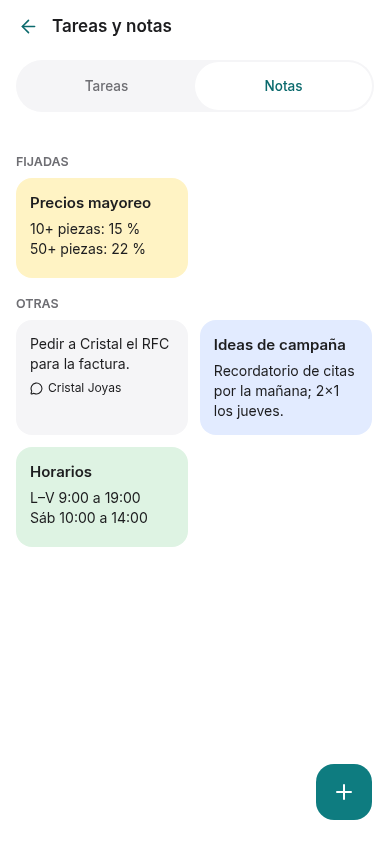 Tareas y notas
Tareas
Notas
FIJADAS
Precios mayoreo
10+ piezas: 15 %
50+ piezas: 22 %
OTRAS
Pedir a Cristal el RFC
para la factura.
Cristal Joyas
Ideas de campaña
Recordatorio de citas
por la mañana; 2×1
los jueves.
Horarios
L–V 9:00 a 19:00
Sáb 10:00 a 14:00